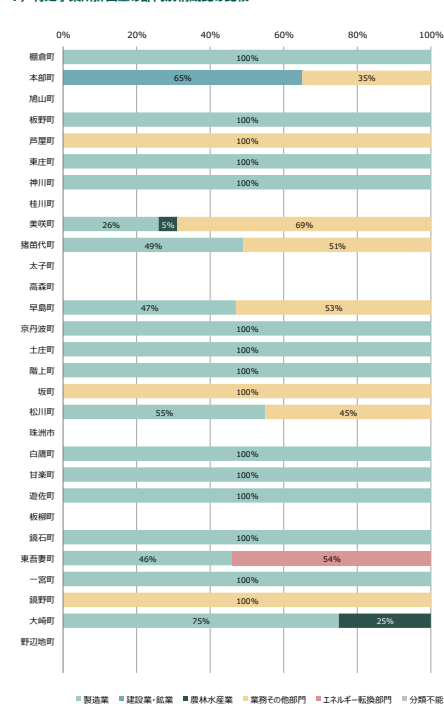 0% 20% 40% 60% 80% 100%
棚倉町 100%
本部町 65% 35%
鳩山町
板野町 100%
芦屋町 100%
東庄町 100%
神川町 100%
桂川町
美咲町 26% 5% 69%
猪苗代町 49% 51%
太子町
高森町
早島町 47% 53%
京丹波町 100%
土庄町 100%
階上町 100%
坂町 100%
松川町 55% 45%
珠洲市
白鷹町 100%
甘楽町 100%
遊佐町 100%
板柳町
鏡石町 100%
東吾妻町 46% 54%
一宮町 100%
鏡野町 100%
大崎町 75% 25%
野辺地町
製造業 建設業・鉱業 農林水産業 業務その他部門 エネルギー転換部門 分類不能